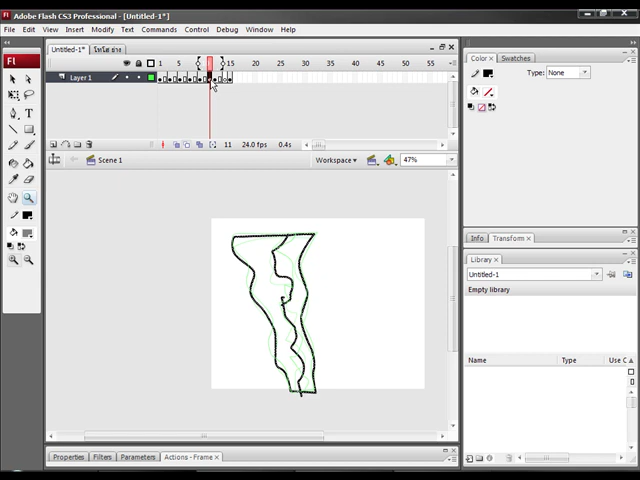 Fl Adobe Flash CS3 Professional - [Untitled-1*]
File Edit View Insert Modify Text Commands Control Debug Window Help
Untitled-1*
1 5 15 20 25 30 35 40 45 50 55
Layer 1
11 24.0 fps 0.4s
Scene 1 Workspace 47%
Fl
Color Swatches
Type: None
Info Transform
Library
Untitled-1
Empty library
Name Type Use C
Properties Filters Parameters Actions - Frame